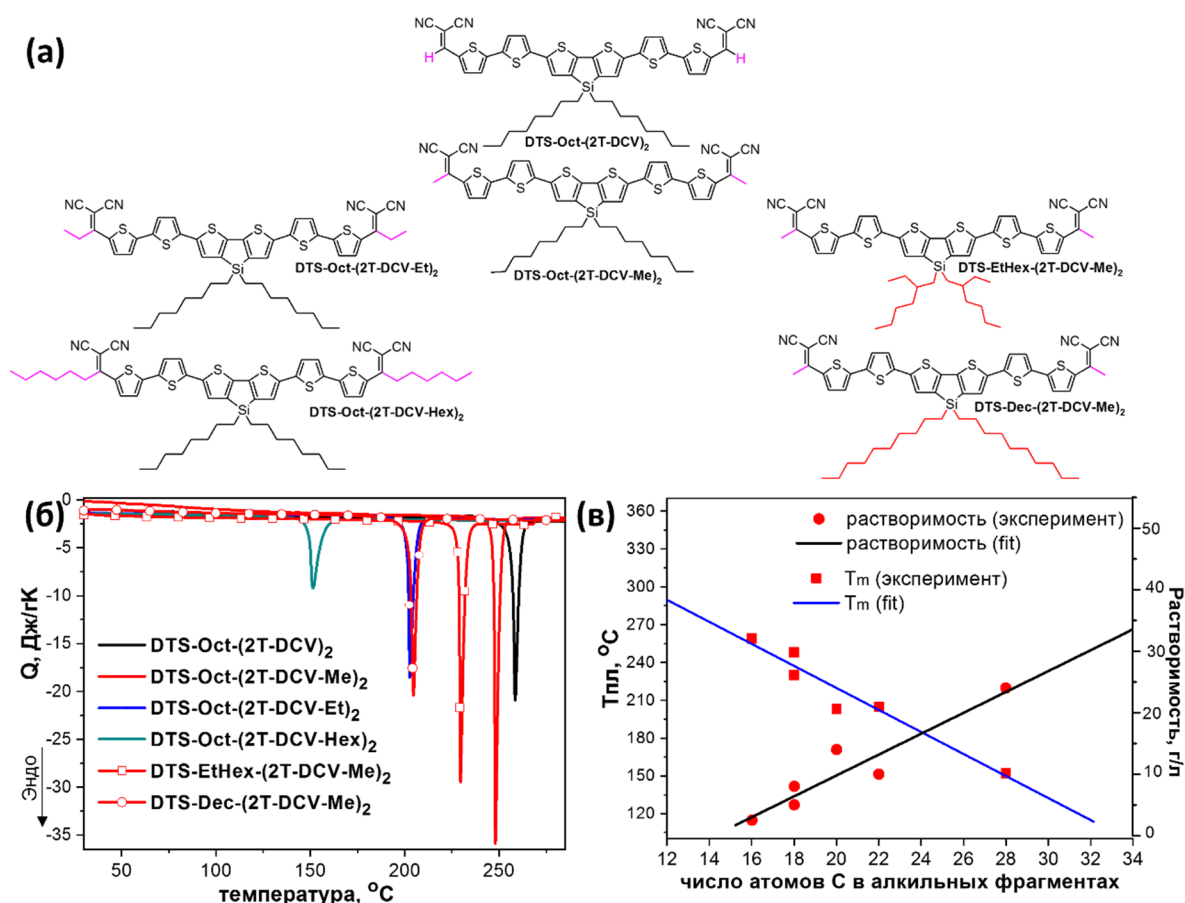 (а)
NC CN NC CN
H S S S S S S H
Si
DTS-Oct-(2T-DCV)₂
NC CN NC CN
S S S S S S
Si
DTS-Oct-(2T-DCV-Me)₂
NC CN NC CN
S S S S S S
Si
DTS-Oct-(2T-DCV-Et)₂
NC CN NC CN
S S S S S S
Si
DTS-EtHex-(2T-DCV-Me)₂
NC CN NC CN
S S S S S S
Si
DTS-Oct-(2T-DCV-Hex)₂
NC CN NC CN
S S S S S S
Si
DTS-Dec-(2T-DCV-Me)₂
(б)
Q, Дж/гК
0
-5
-10
-15
-20
-25
-30
-35
Эндо
DTS-Oct-(2T-DCV)₂
DTS-Oct-(2T-DCV-Me)₂
DTS-Oct-(2T-DCV-Et)₂
DTS-Oct-(2T-DCV-Hex)₂
DTS-EtHex-(2T-DCV-Me)₂
DTS-Dec-(2T-DCV-Me)₂
50 100 150 200 250
температура, °C
(в)
Tпл, °C
360
330
300
270
240
210
180
150
120
растворимость (эксперимент)
растворимость (fit)
Tm (эксперимент)
Tm (fit)
50
40
30
20
10
0
Растворимость, г/л
12 14 16 18 20 22 24 26 28 30 32 34
число атомов С в алкильных фрагментах